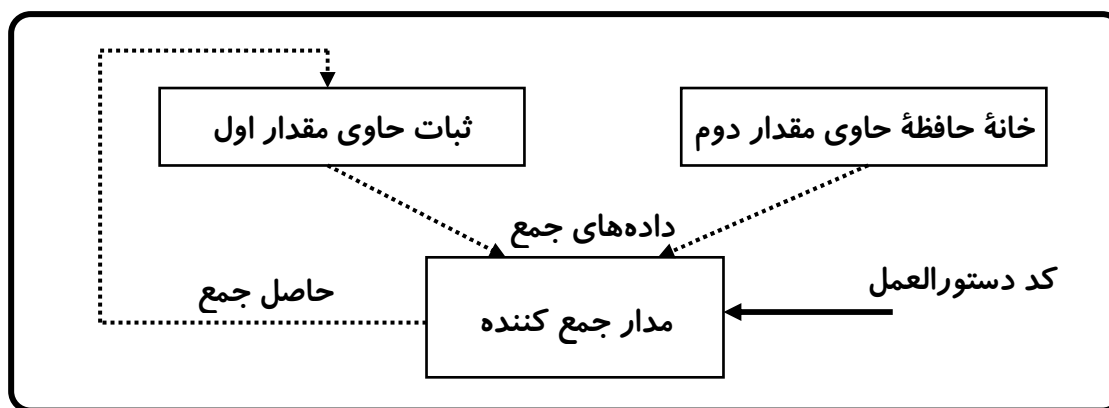 ثبات حاوی مقدار اول
خانهٔ حافظهٔ حاوی مقدار دوم
داده‌های جمع
کد دستورالعمل
حاصل جمع
مدار جمع کننده